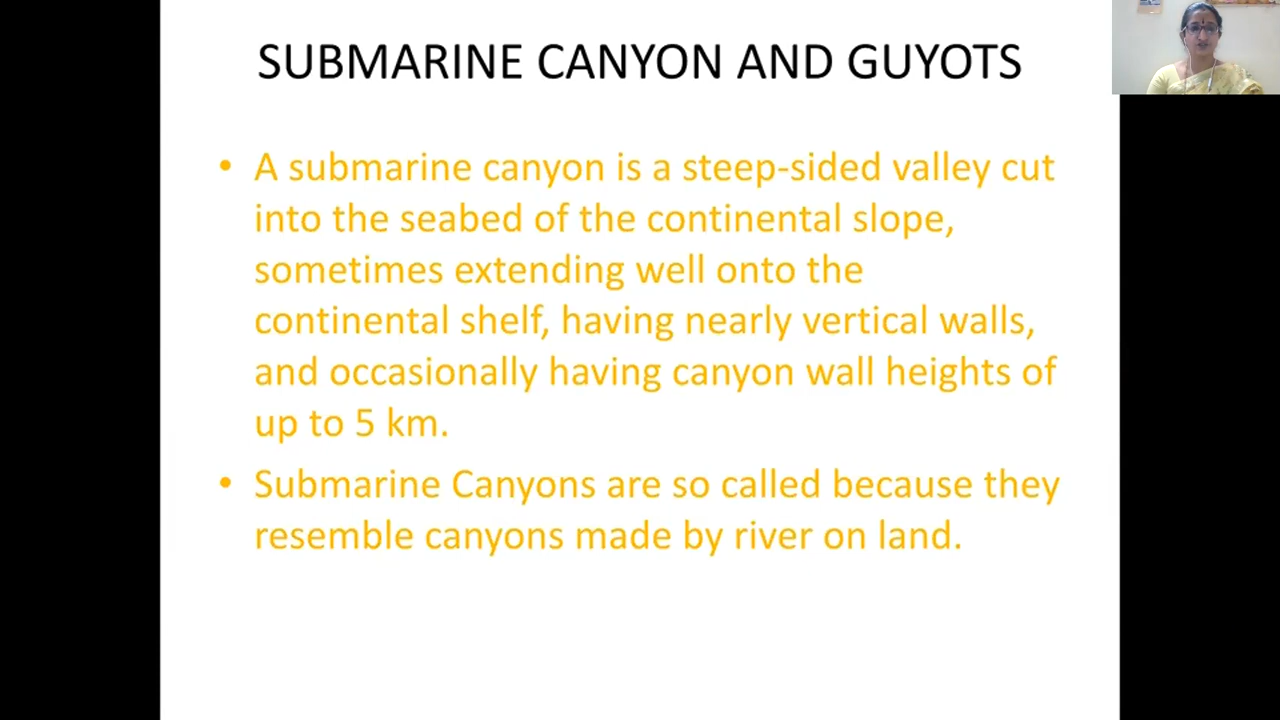 SUBMARINE CANYON AND GUYOTS
• A submarine canyon is a steep-sided valley cut
into the seabed of the continental slope,
sometimes extending well onto the
continental shelf, having nearly vertical walls,
and occasionally having canyon wall heights of
up to 5 km.
• Submarine Canyons are so called because they
resemble canyons made by river on land.